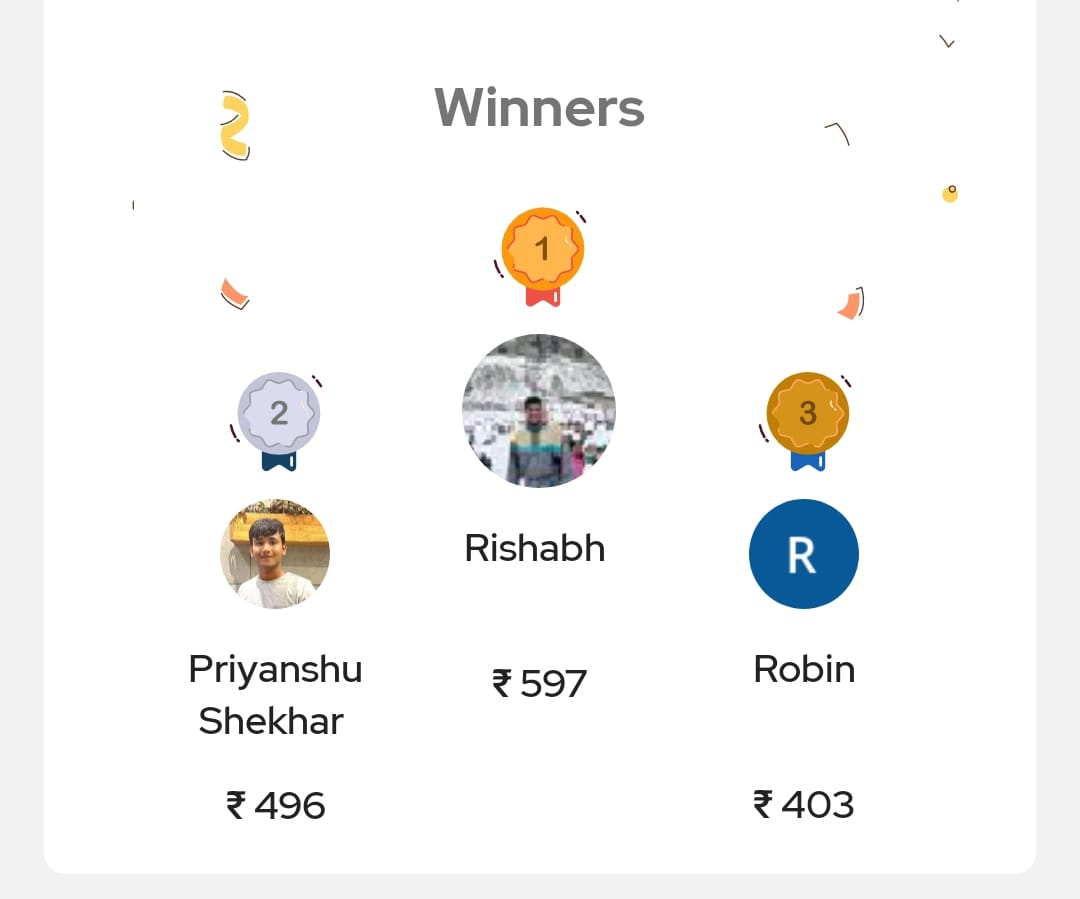 Winners
1
2
3
R
Rishabh
₹ 597
Priyanshu
Shekhar
₹ 496
Robin
₹ 403